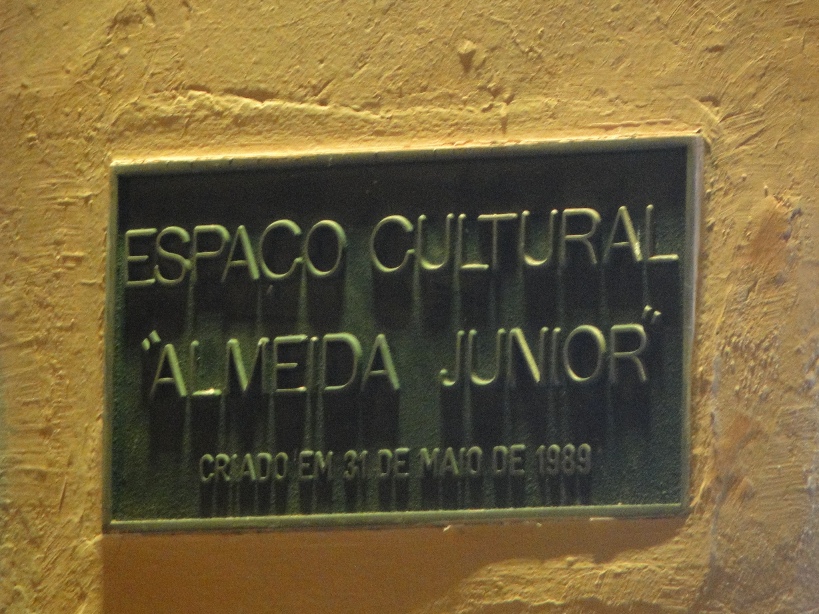 ESPAÇO CULTURAL
"ALMEIDA JUNIOR"
CRIADO EM 31 DE MAIO DE 1989